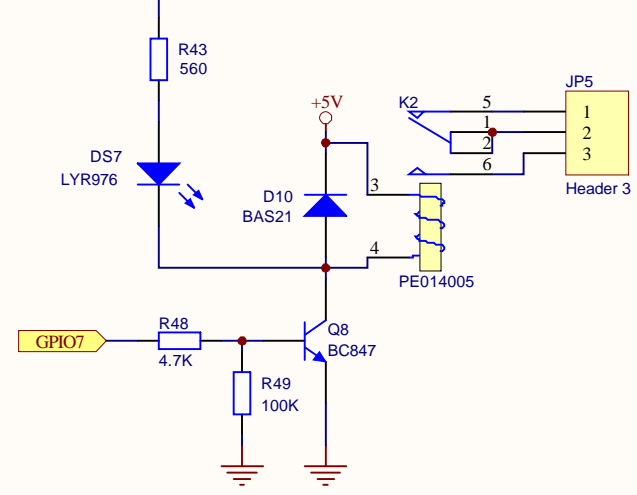 R43
560
JP5
+5V
K2
5
1
1
2
2
3
6
DS7
LYR976
D10
BAS21
3
Header 3
4
PE014005
R48
Q8
GPIO7
BC847
4.7K
R49
100K